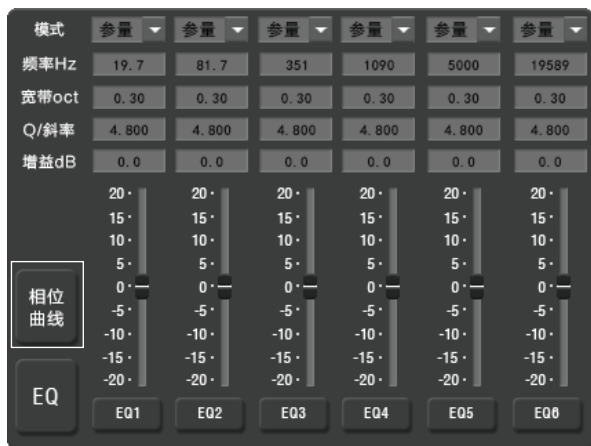 模式 参量 参量 参量 参量 参量 参量
频率Hz 19.7 81.7 351 1090 5000 19589
宽带oct 0.30 0.30 0.30 0.30 0.30 0.30
Q/斜率 4.800 4.800 4.800 4.800 4.800 4.800
增益dB 0.0 0.0 0.0 0.0 0.0 0.0
20 20 20 20 20 20
15 15 15 15 15 15
10 10 10 10 10 10
5 5 5 5 5 5
0 0 0 0 0 0
-5 -5 -5 -5 -5 -5
-10 -10 -10 -10 -10 -10
-15 -15 -15 -15 -15 -15
-20 -20 -20 -20 -20 -20
相位
曲线
EQ
EQ1 EQ2 EQ3 EQ4 EQ5 EQ6